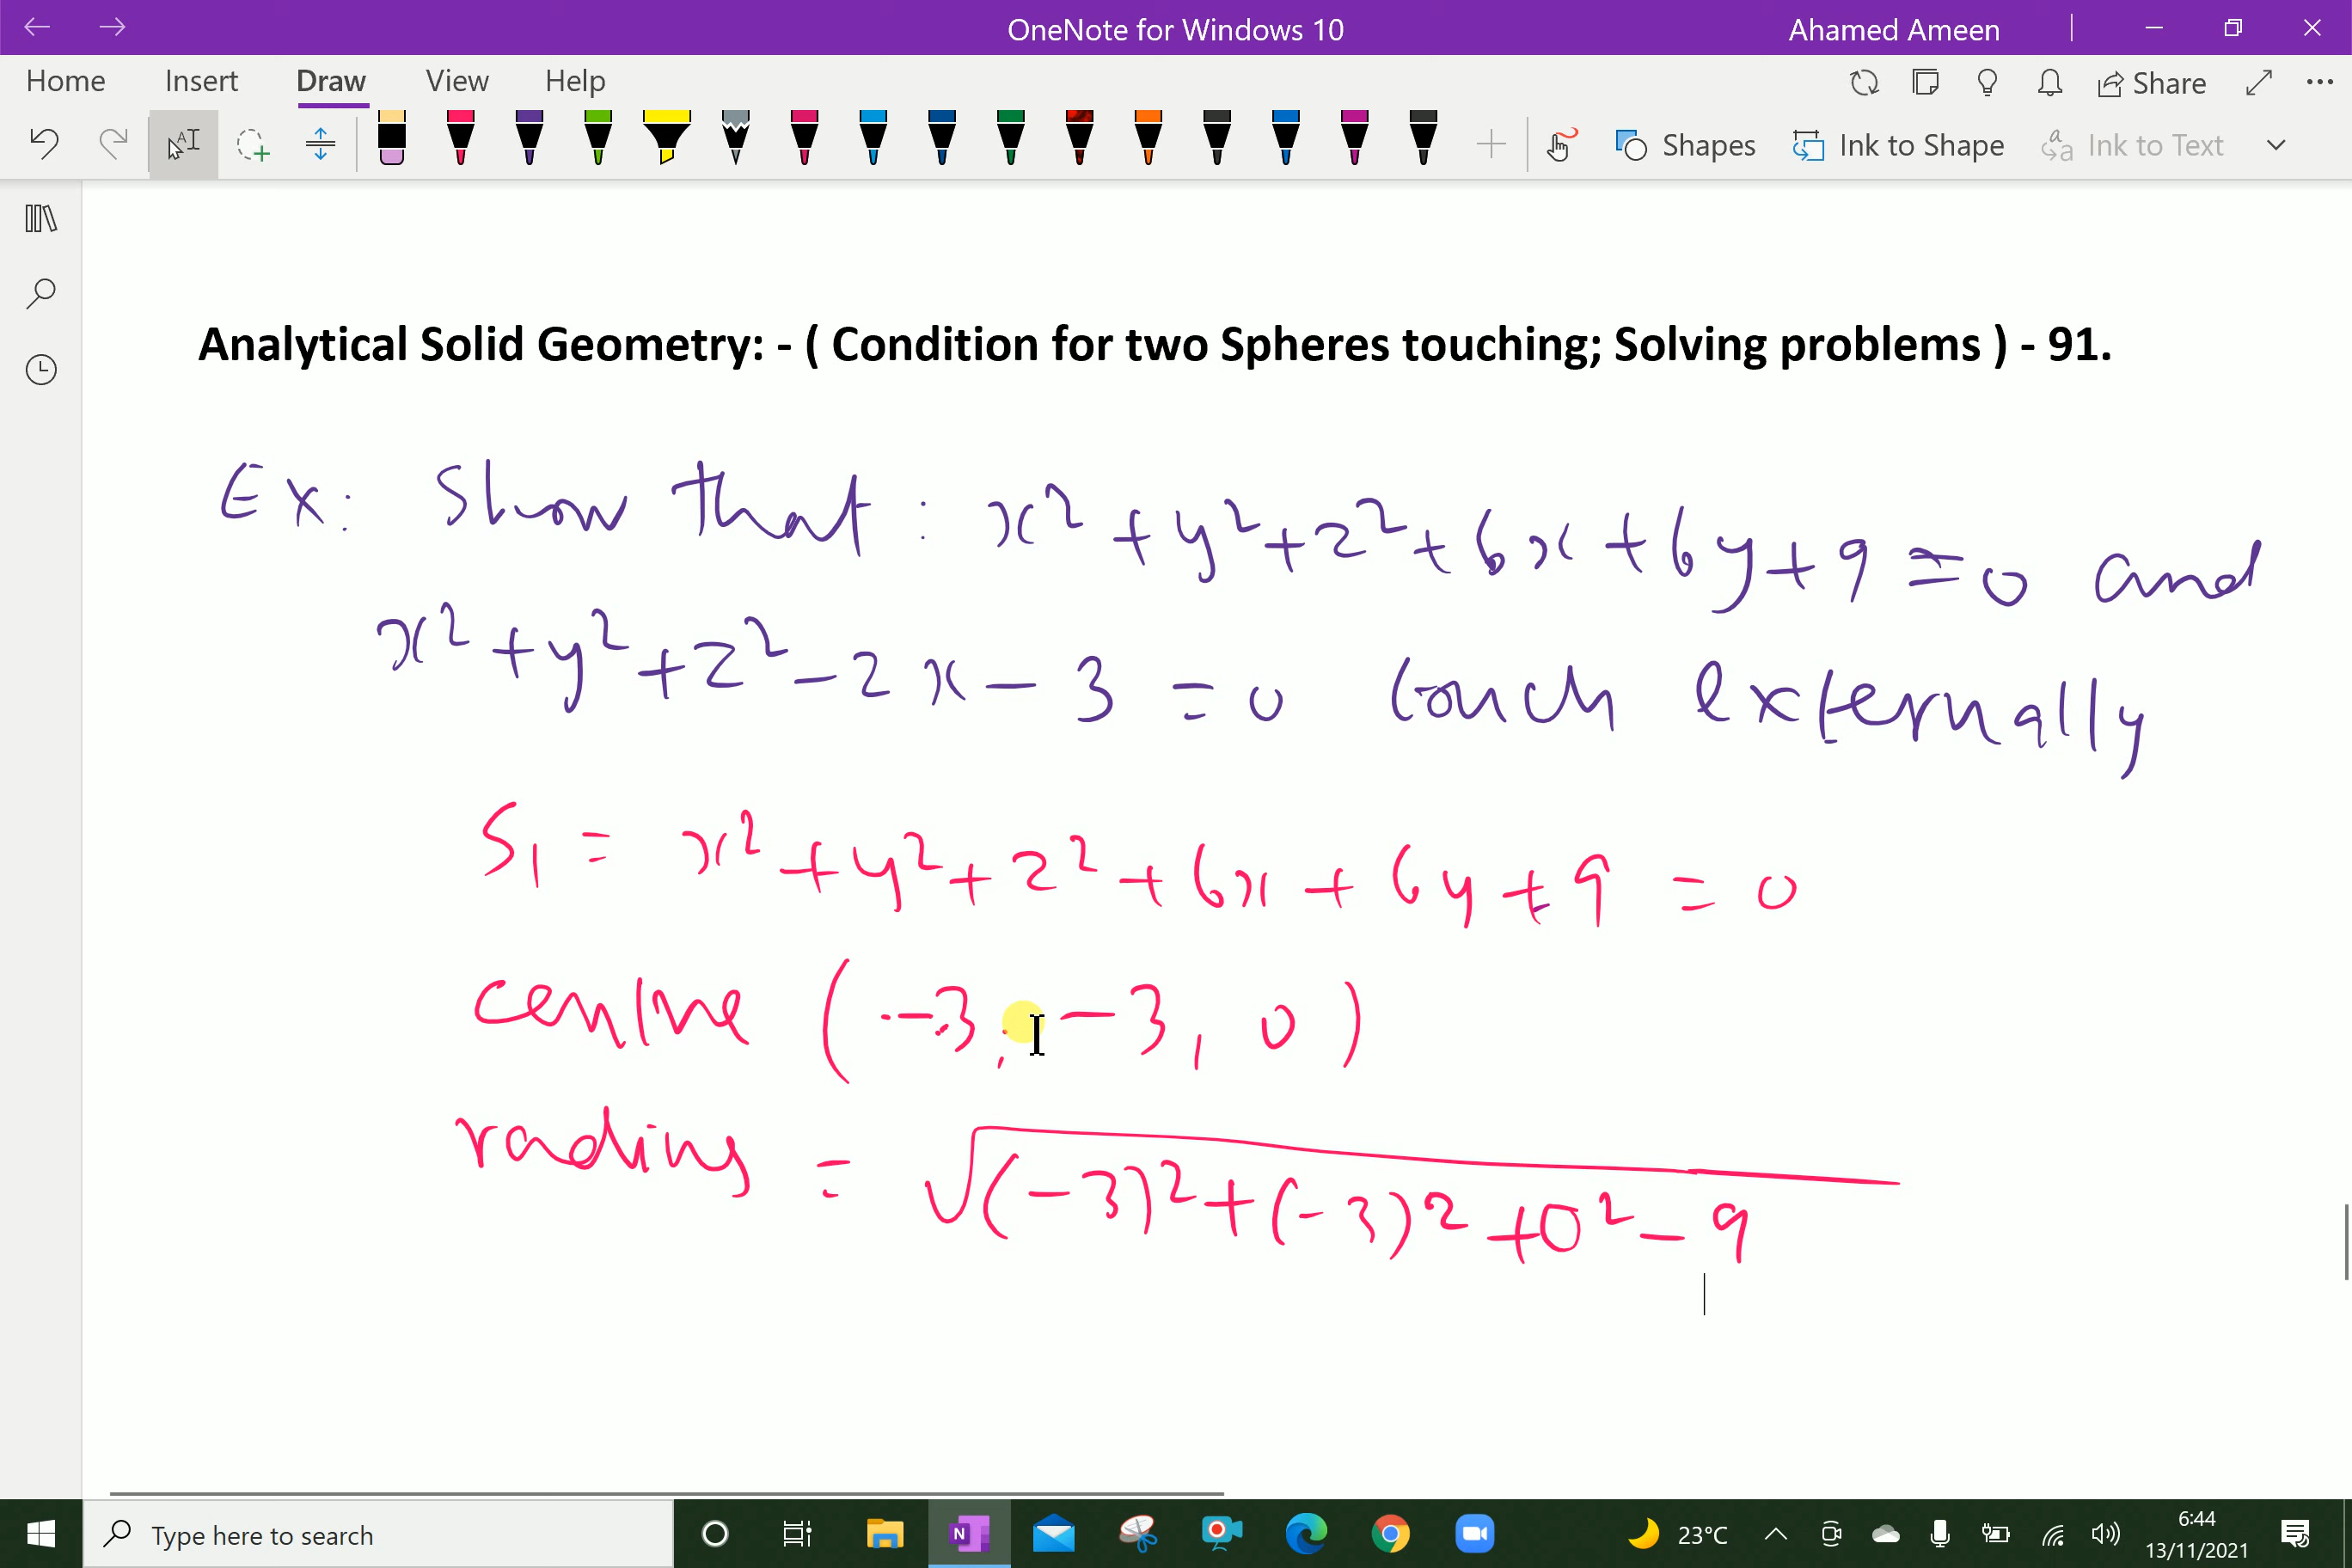 OneNote for Windows 10
Ahamed Ameen
Home Insert Draw View Help
Share
Shapes Ink to Shape Ink to Text
Analytical Solid Geometry: - ( Condition for two Spheres touching; Solving problems ) - 91.
Ex: Show that : x² + y² + z² + 6x + 6y + 9 = 0 and
x² + y² + z² - 2x - 3 = 0 touch externally
S₁ = x² + y² + z² + 6x + 6y + 9 = 0
centre (-3, -3, 0)
radius = √(-3)² + (-3)² + 0² - 9
Type here to search
23°C
6:44
13/11/2021